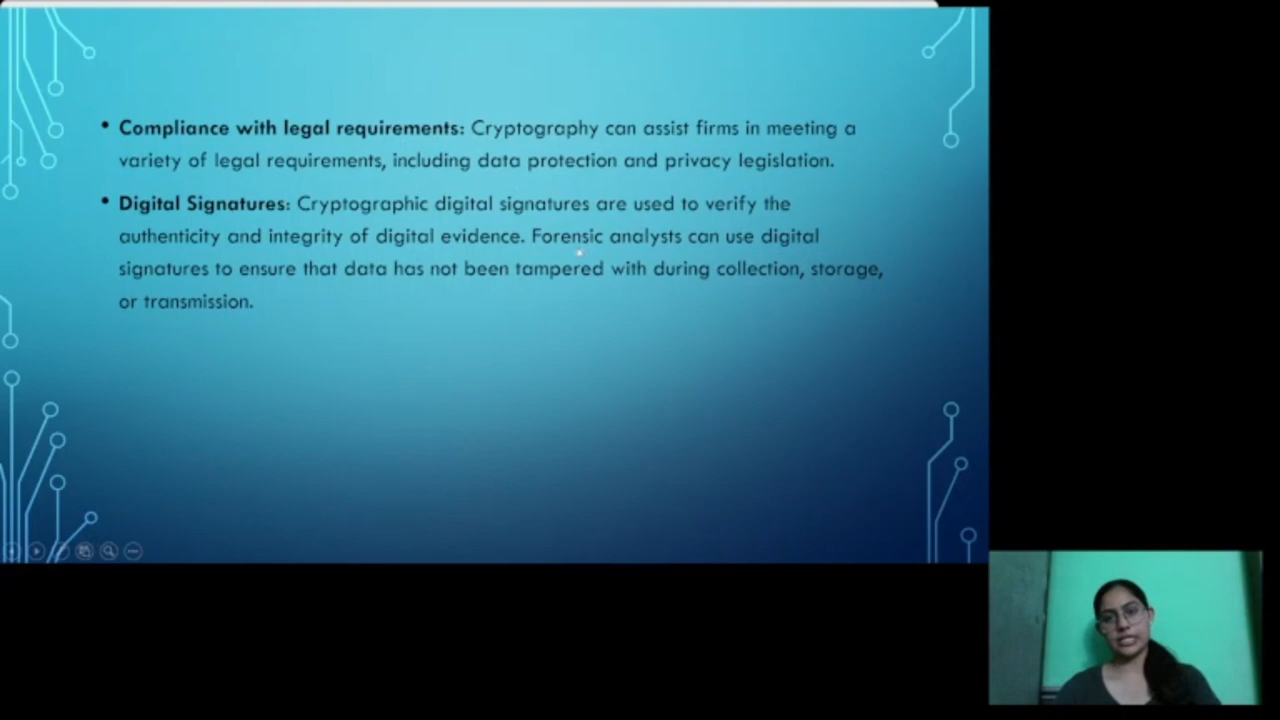 • Compliance with legal requirements: Cryptography can assist firms in meeting a
variety of legal requirements, including data protection and privacy legislation.
• Digital Signatures: Cryptographic digital signatures are used to verify the
authenticity and integrity of digital evidence. Forensic analysts can use digital
signatures to ensure that data has not been tampered with during collection, storage,
or transmission.